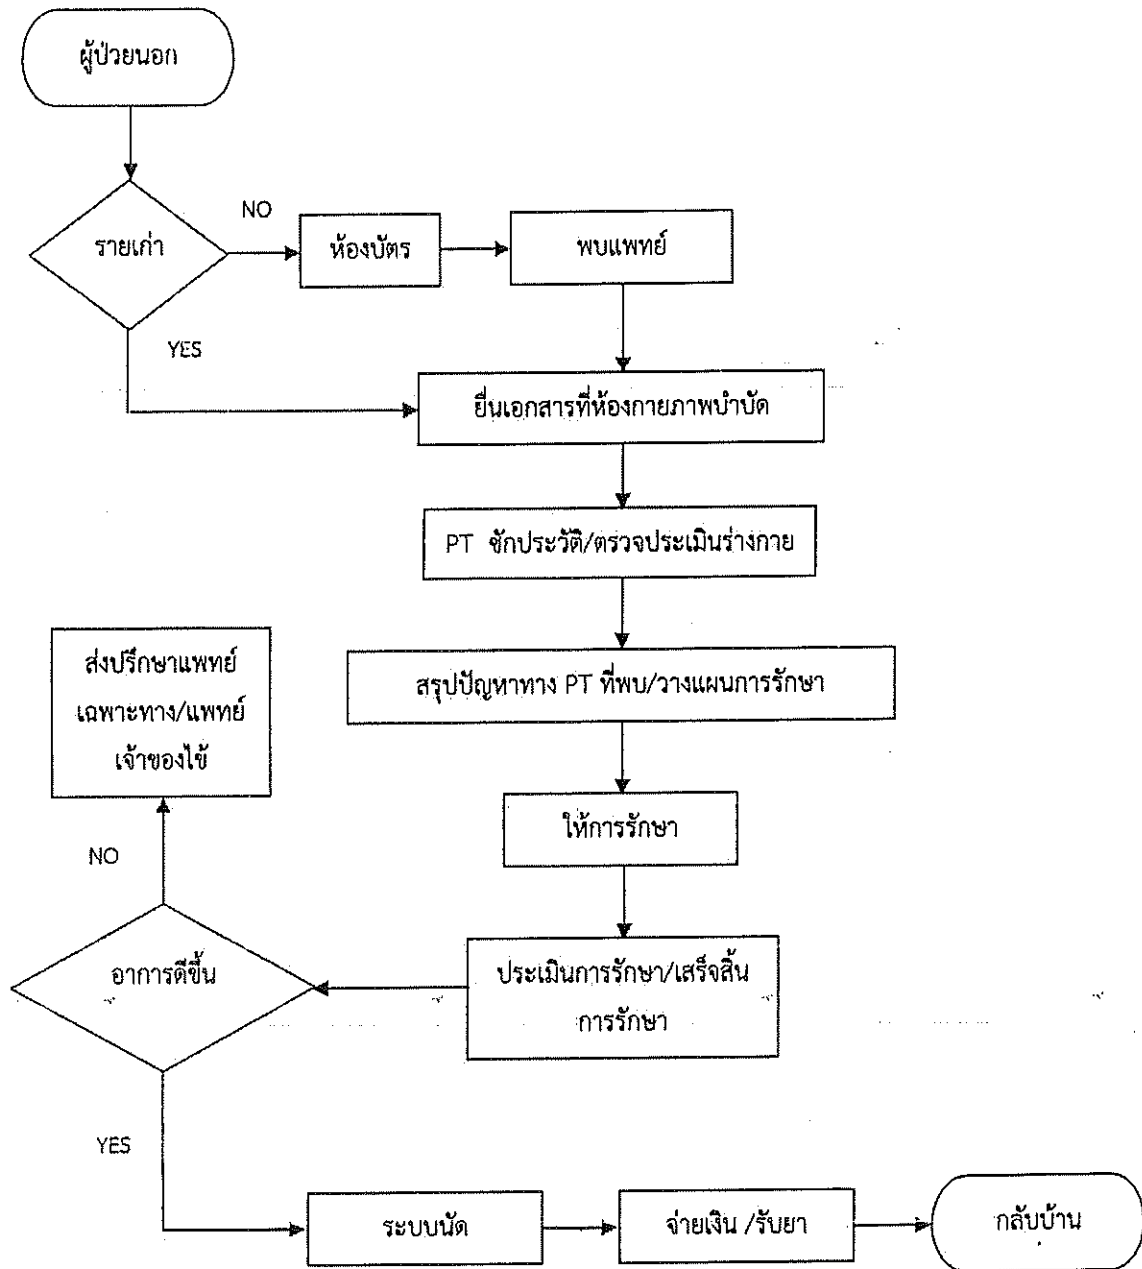 ผู้ป่วยนอก
รายเก่า
NO
ห้องบัตร
พบแพทย์
YES
ยื่นเอกสารที่ห้องกายภาพบำบัด
PT ซักประวัติ/ตรวจประเมินร่างกาย
สรุปปัญหาทาง PT ที่พบ/วางแผนการรักษา
ให้การรักษา
ประเมินการรักษา/เสร็จสิ้น
การรักษา
อาการดีขึ้น
NO
ส่งปรึกษาแพทย์
เฉพาะทาง/แพทย์
เจ้าของไข้
YES
ระบบนัด
จ่ายเงิน /รับยา
กลับบ้าน